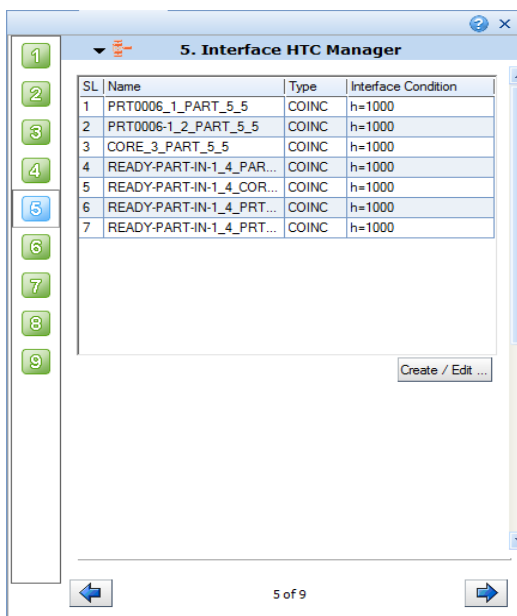 5. Interface HTC Manager
1
2
3
4
5
6
7
8
9
SL Name Type Interface Condition
1 PRT0006_1_PART_5_5 COINC h=1000
2 PRT0006-1_2_PART_5_5 COINC h=1000
3 CORE_3_PART_5_5 COINC h=1000
4 READY-PART-IN-1_4_PAR... COINC h=1000
5 READY-PART-IN-1_4_COR... COINC h=1000
6 READY-PART-IN-1_4_PRT... COINC h=1000
7 READY-PART-IN-1_4_PRT... COINC h=1000
Create / Edit ...
5 of 9